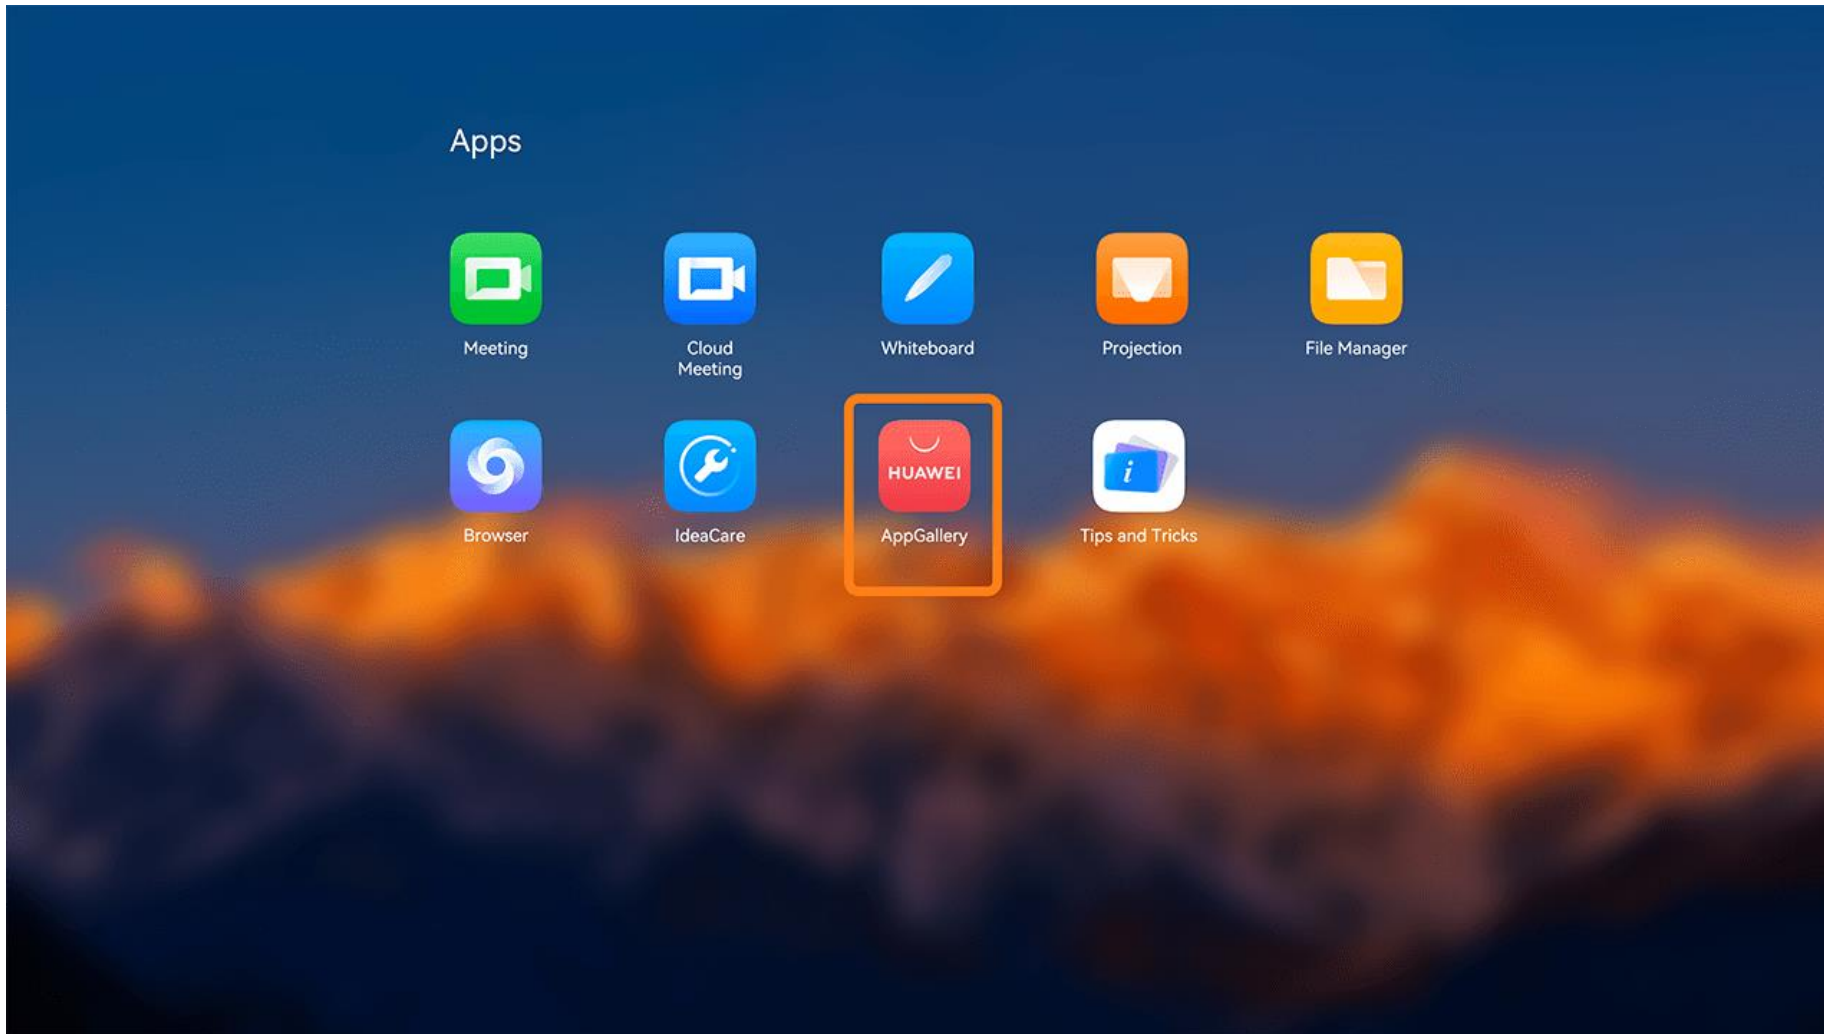 Apps
Meeting
Cloud
Meeting
Whiteboard
Projection
File Manager
HUAWEI
Browser
IdeaCare
AppGallery
Tips and Tricks